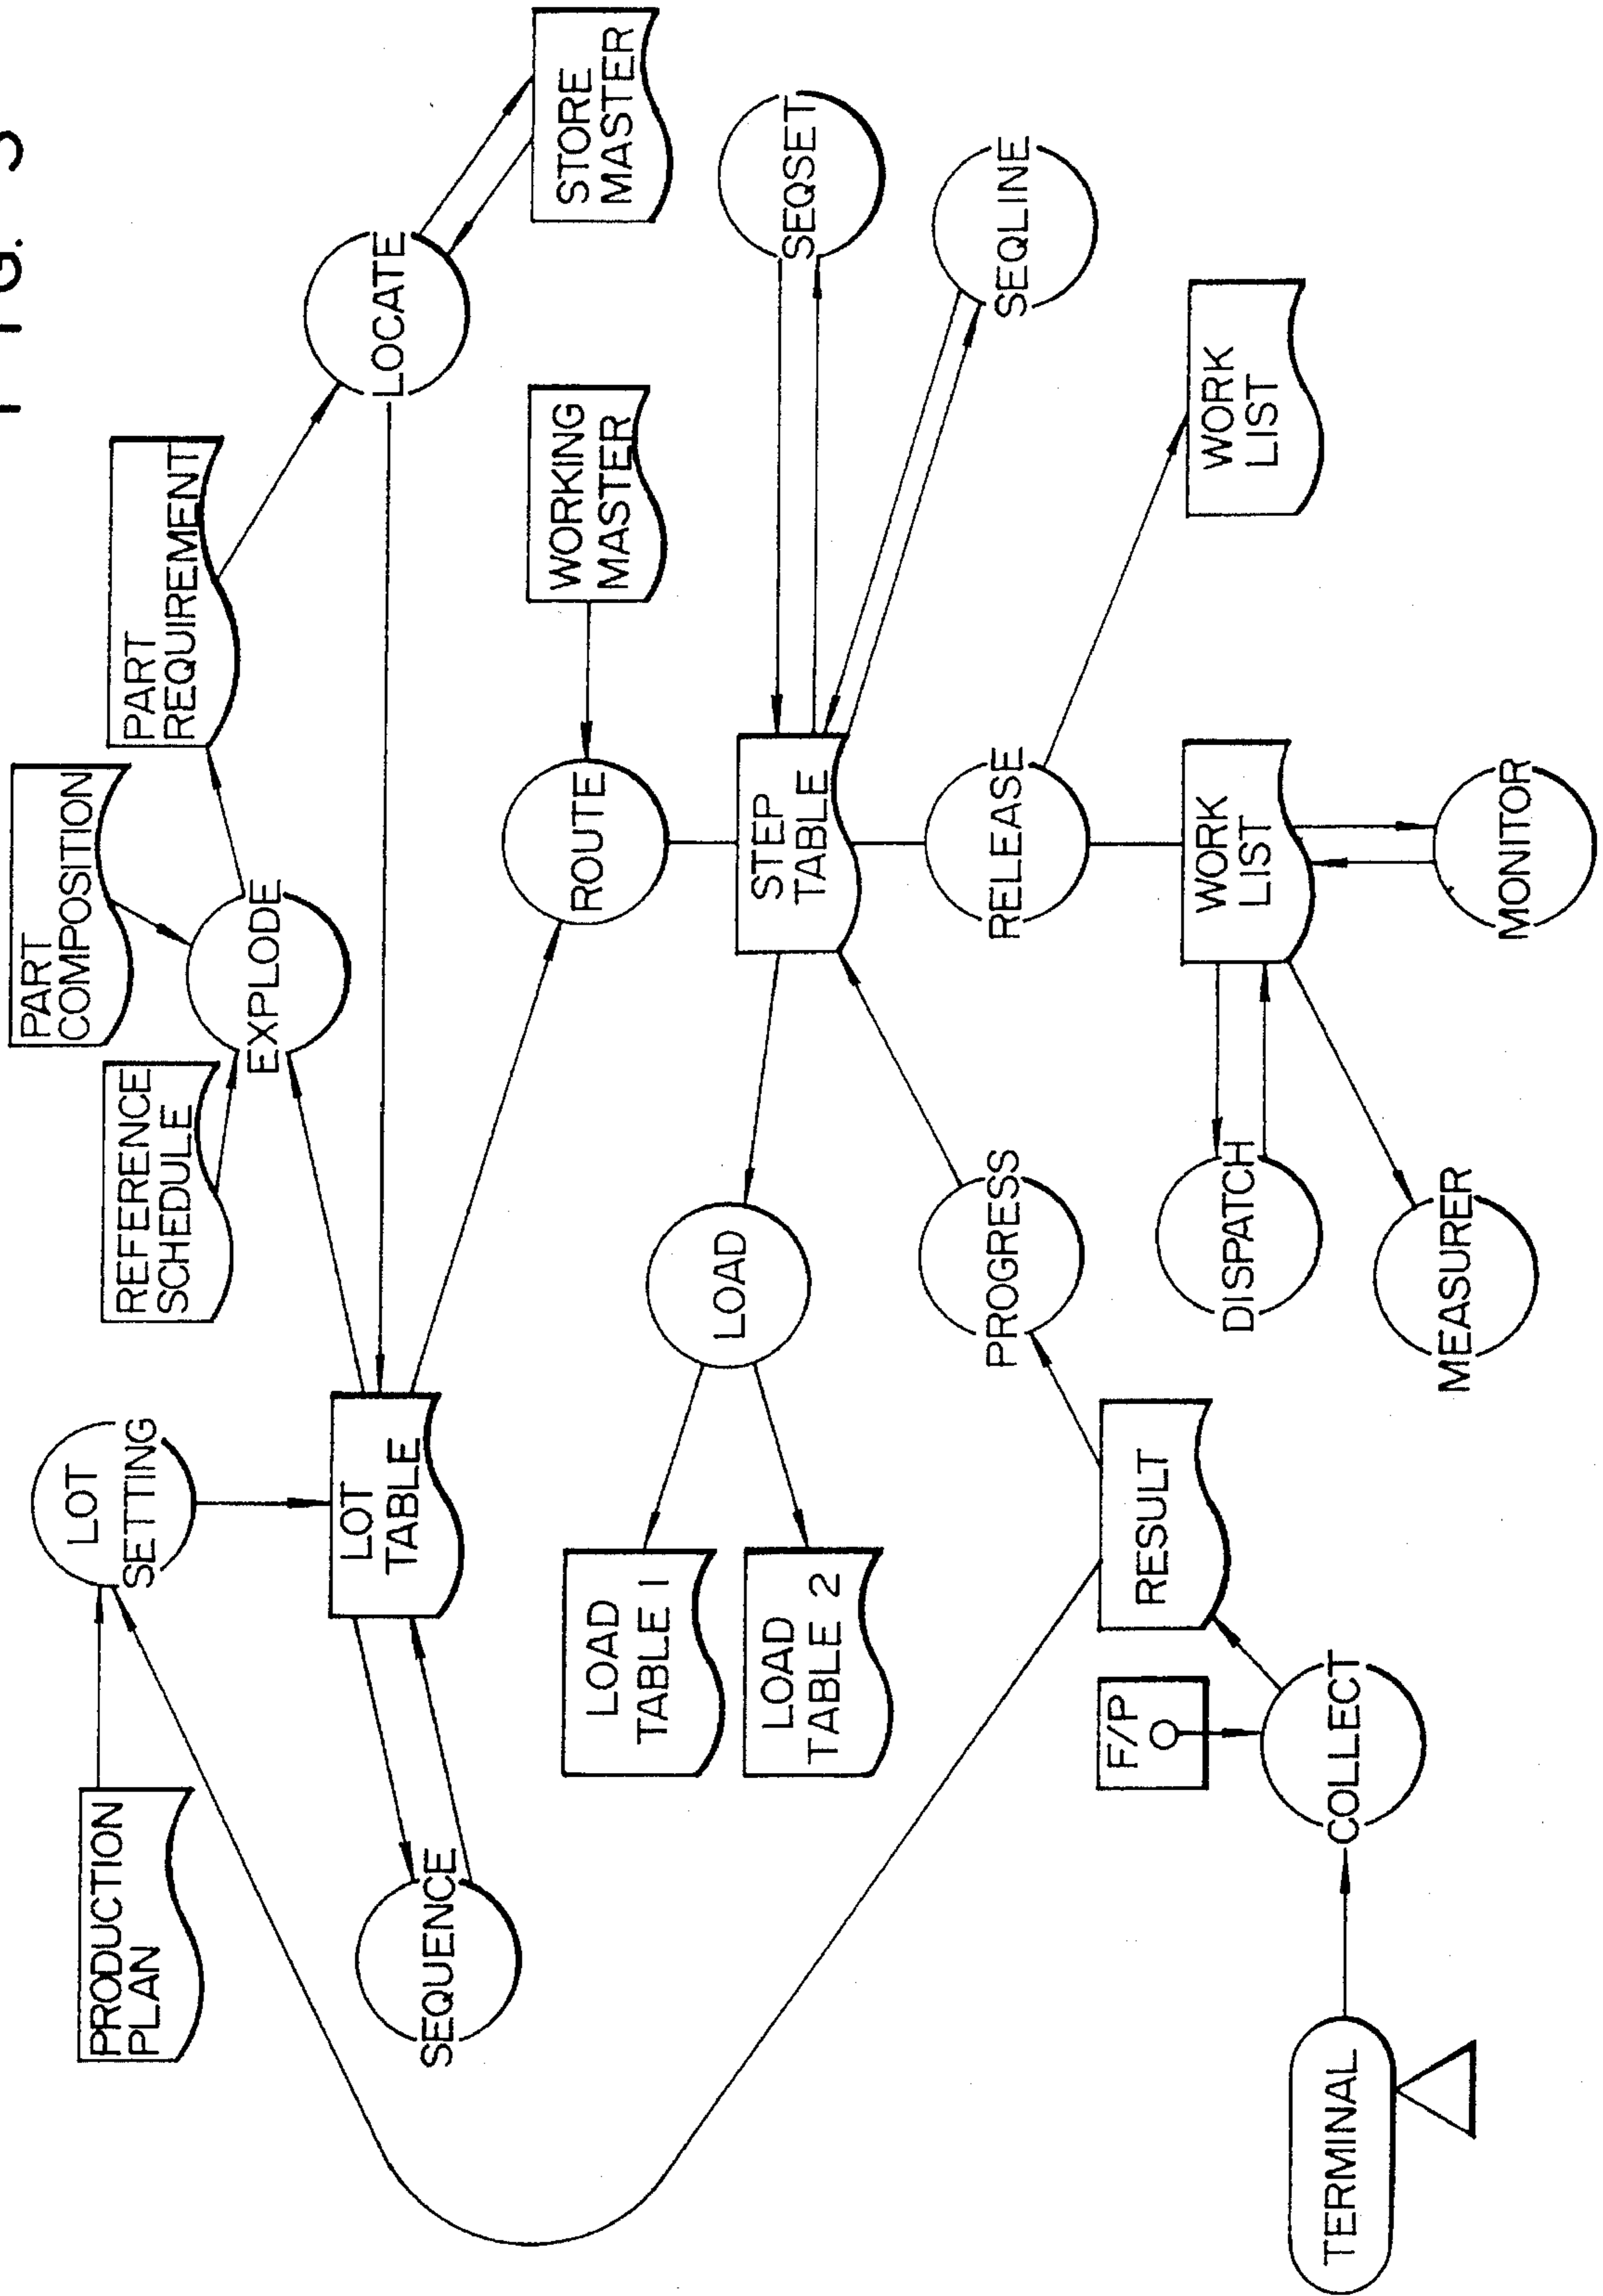 PART
COMPOSITION
PRODUCTION
PLAN
LOT
SETTING
REFERENCE
SCHEDULE
PART
REQUIREMENT
EXPLODE
LOT
TABLE
LOCATE
SEQUENCE
STORE
MASTER
WORKING
MASTER
ROUTE
LOAD
TABLE 1
LOAD
LOAD
TABLE 2
STEP
TABLE
SEQSET
PROGRESS
RELEASE
SEQLINE
F/P
RESULT
DISPATCH
WORK
LIST
WORK
LIST
TERMINAL
COLLECT
MEASURER
MONITOR